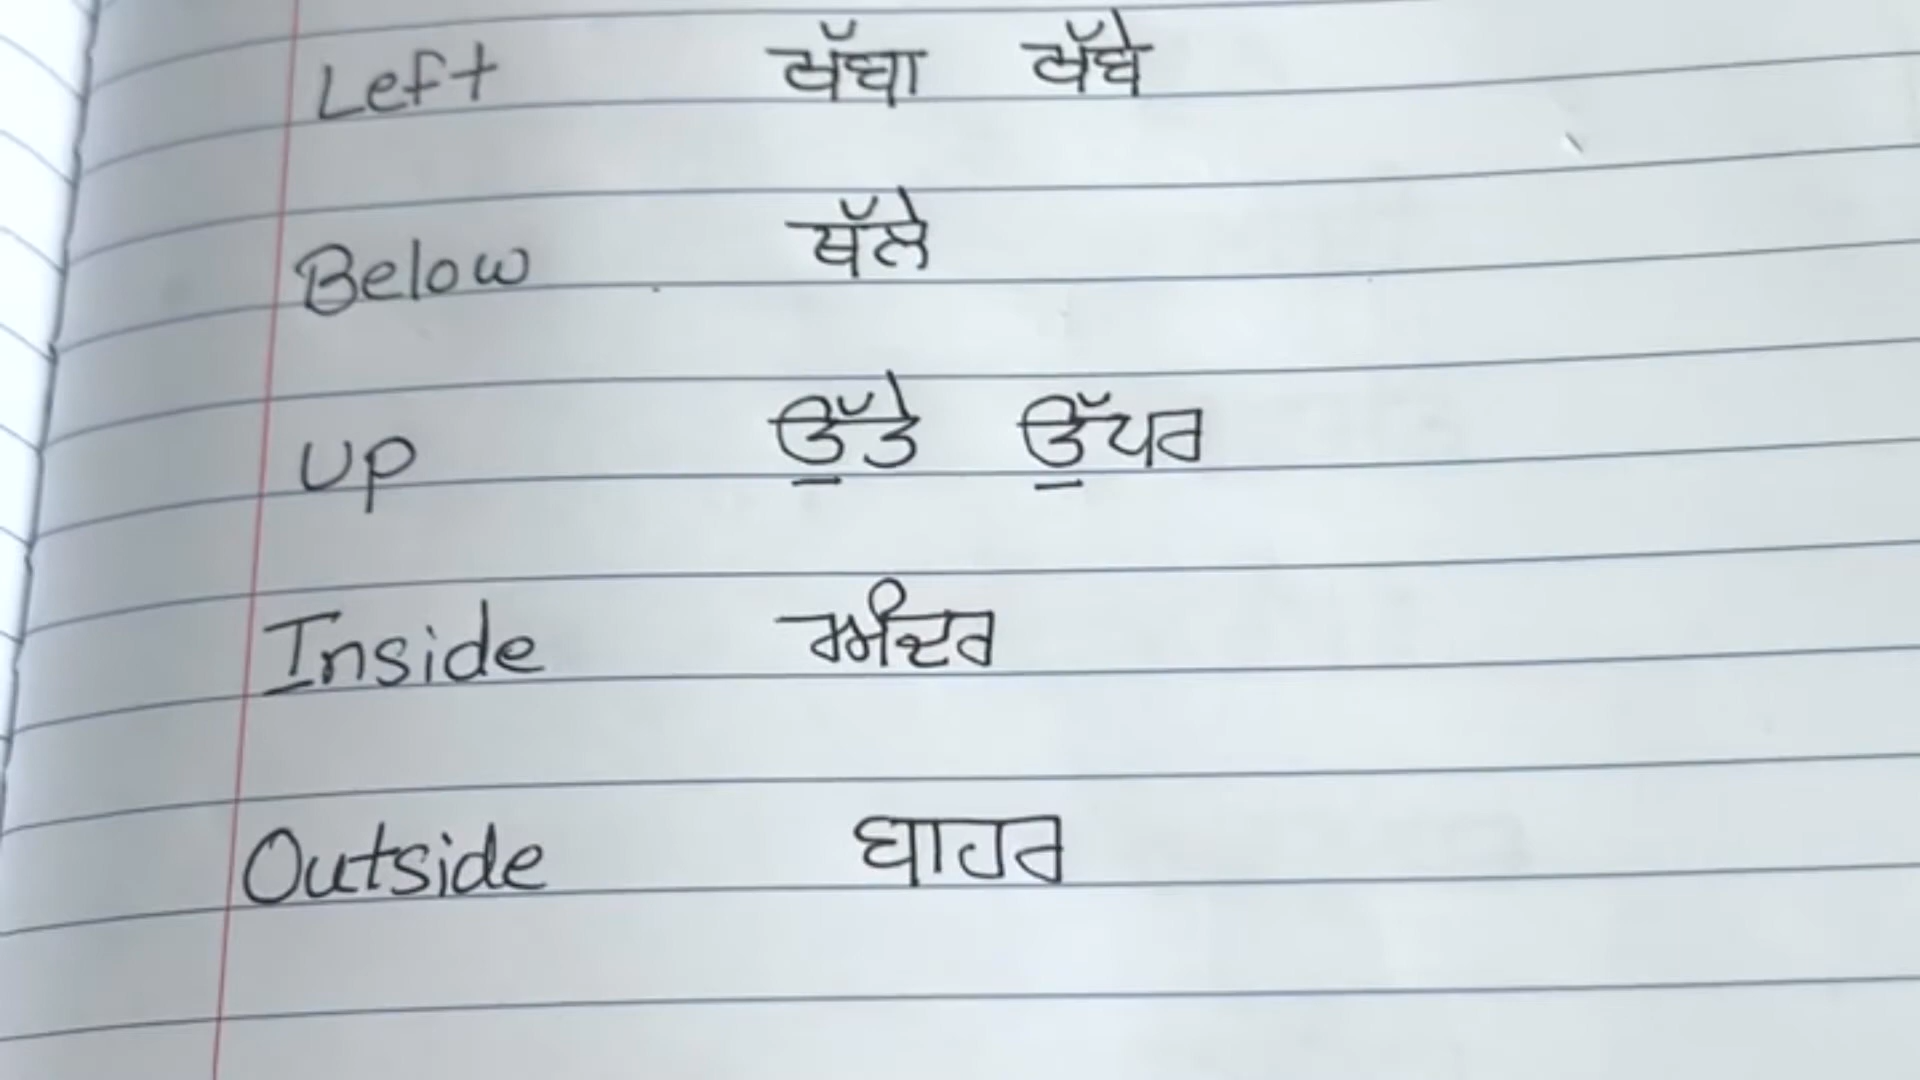 Left ਖੱਬਾ ਖੱਬੇ
Below ਥੱਲੇ
UP ਉੱਤੇ ਉੱਪਰ
Inside ਅੰਦਰ
Outside ਬਾਹਰ